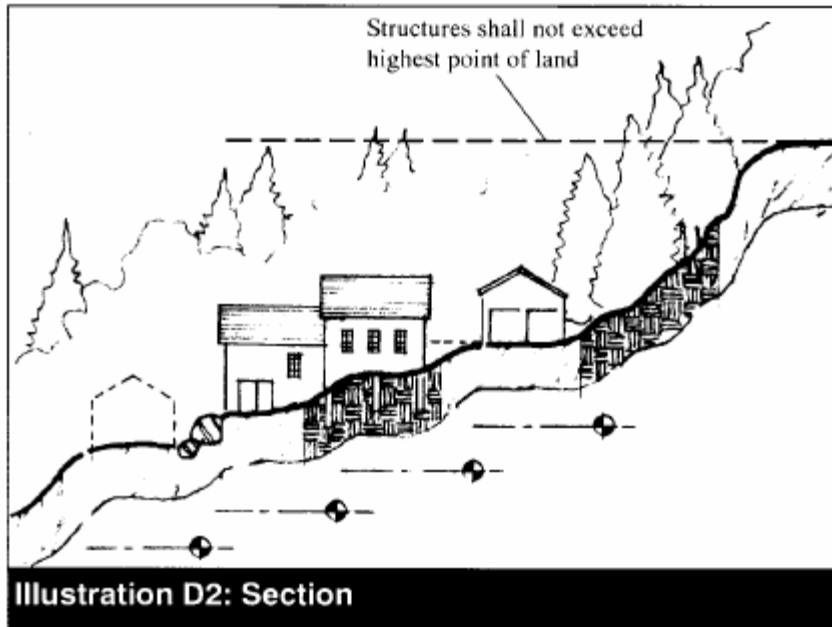 Structures shall not exceed
highest point of land
Illustration D2: Section